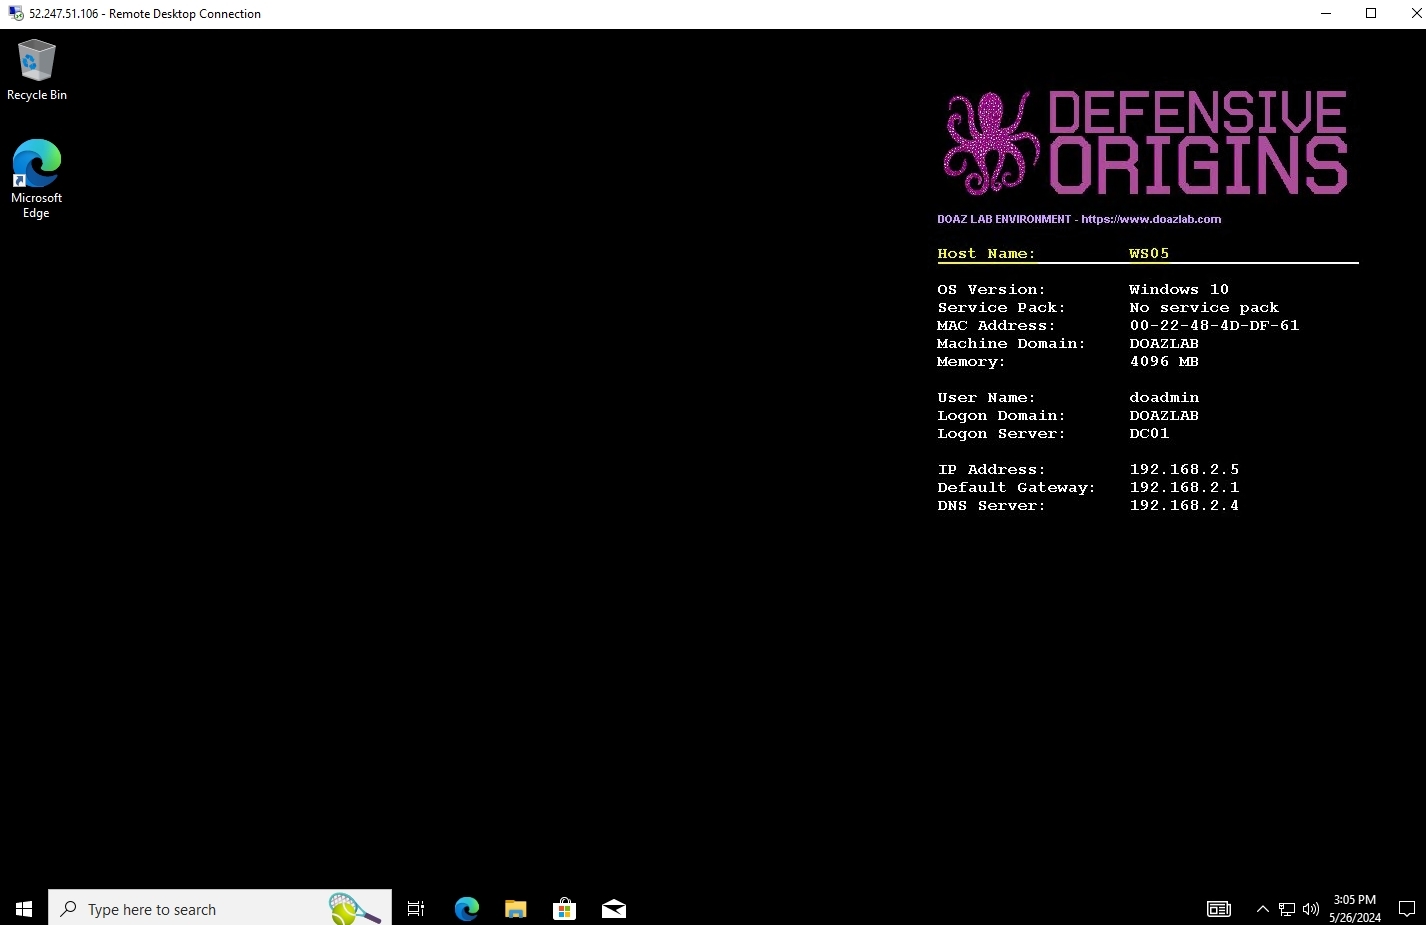 52.247.51.106 - Remote Desktop Connection
Recycle Bin
Microsoft
Edge
DEFENSIVE
ORIGINS
DOAZ LAB ENVIRONMENT - https://www.doazlab.com
Host Name: WS05
OS Version: Windows 10
Service Pack: No service pack
MAC Address: 00-22-48-4D-DF-61
Machine Domain: DOAZLAB
Memory: 4096 MB
User Name: doadmin
Logon Domain: DOAZLAB
Logon Server: DC01
IP Address: 192.168.2.5
Default Gateway: 192.168.2.1
DNS Server: 192.168.2.4
Type here to search
3:05 PM
5/26/2024